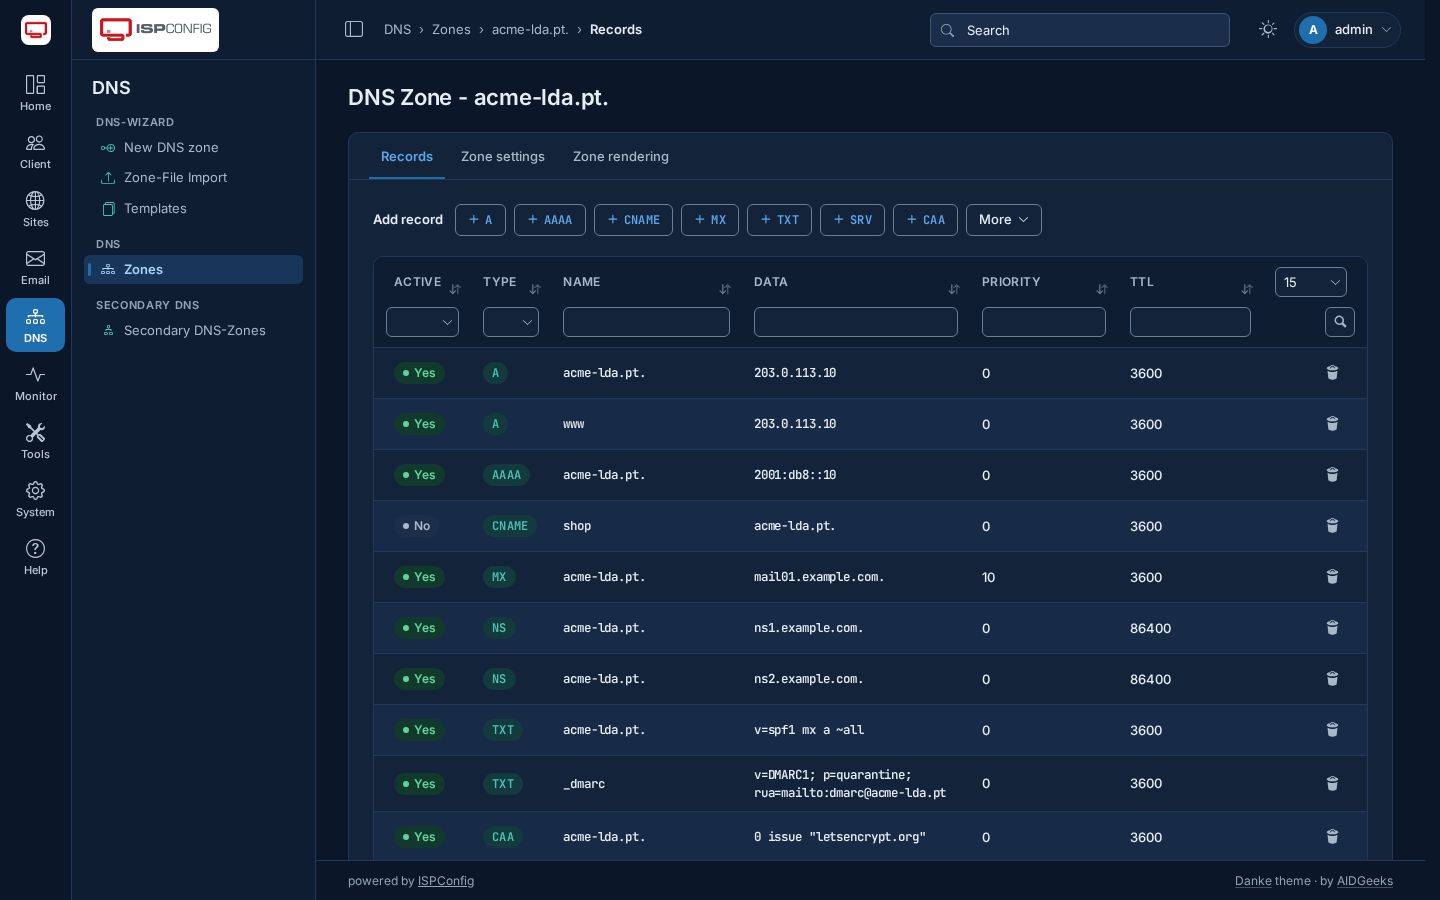 ISPCONFIG
DNS › Zones › acme-lda.pt. › Records
Search
A admin
Home
Client
Sites
Email
DNS
Monitor
Tools
System
Help
DNS
DNS-WIZARD
New DNS zone
Zone-File Import
Templates
DNS
Zones
SECONDARY DNS
Secondary DNS-Zones
DNS Zone - acme-lda.pt.
Records Zone settings Zone rendering
Add record + A + AAAA + CNAME + MX + TXT + SRV + CAA More
ACTIVE TYPE NAME DATA PRIORITY TTL 15
Yes A acme-lda.pt. 203.0.113.10 0 3600
Yes A www 203.0.113.10 0 3600
Yes AAAA acme-lda.pt. 2001:db8::10 0 3600
No CNAME shop acme-lda.pt. 0 3600
Yes MX acme-lda.pt. mail01.example.com. 10 3600
Yes NS acme-lda.pt. ns1.example.com. 0 86400
Yes NS acme-lda.pt. ns2.example.com. 0 86400
Yes TXT acme-lda.pt. v=spf1 mx a ~all 0 3600
Yes TXT _dmarc v=DMARC1; p=quarantine; 0 3600
rua=mailto:dmarc@acme-lda.pt
Yes CAA acme-lda.pt. 0 issue "letsencrypt.org" 0 3600
powered by ISPConfig
Danke theme · by AIDGeeks